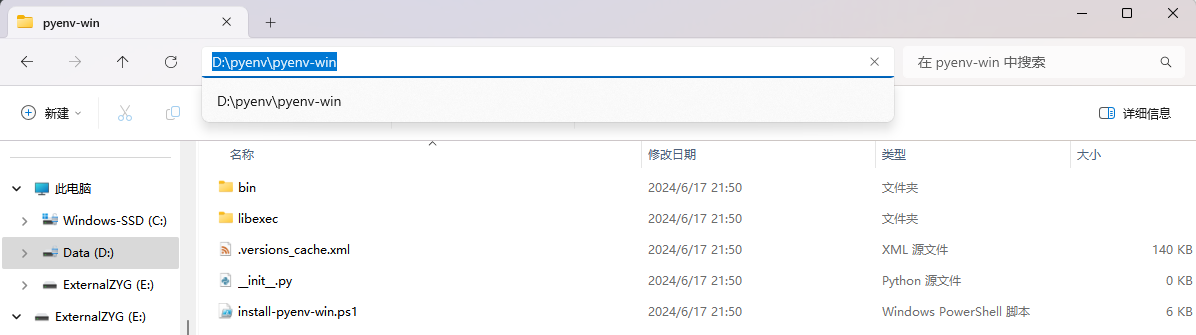 pyenv-win
D:\pyenv\pyenv-win
在 pyenv-win 中搜索
D:\pyenv\pyenv-win
新建
详细信息
名称 修改日期 类型 大小
此电脑
Windows-SSD (C:)
Data (D:)
ExternalZYG (E:)
ExternalZYG (E:)
bin 2024/6/17 21:50 文件夹
libexec 2024/6/17 21:50 文件夹
.versions_cache.xml 2024/6/17 21:50 XML 源文件 140 KB
__init__.py 2024/6/17 21:50 Python 源文件 0 KB
install-pyenv-win.ps1 2024/6/17 21:50 Windows PowerShell 脚本 6 KB